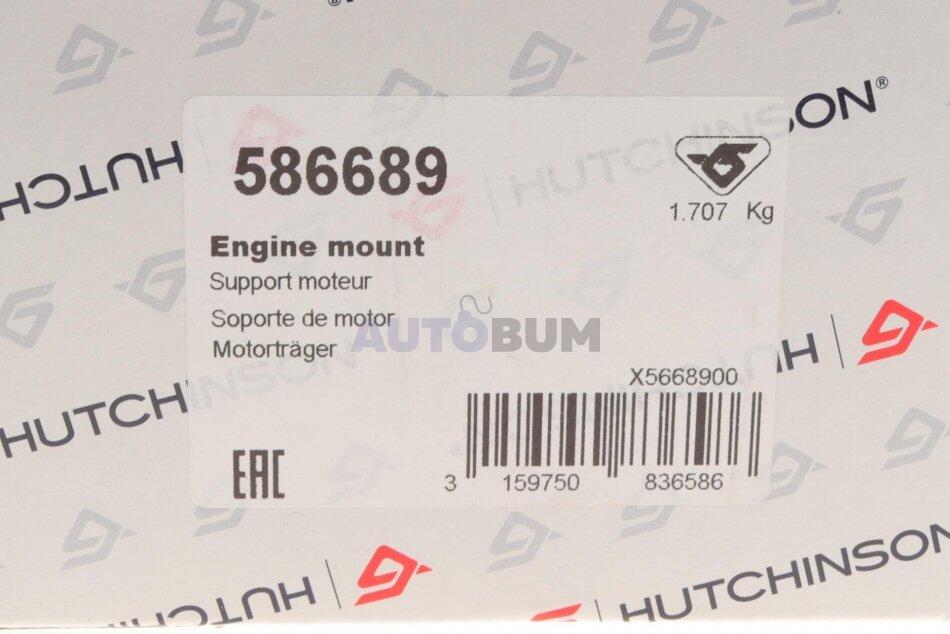 HUTCHINSON®
HUTCHINSON
586689
1.707 Kg
Engine mount
Support moteur
Soporte de motor
Motorträger
AUTOBUM
X5668900
HUTCHINSON
EAC
3 159750 836586
HUTCHINSON